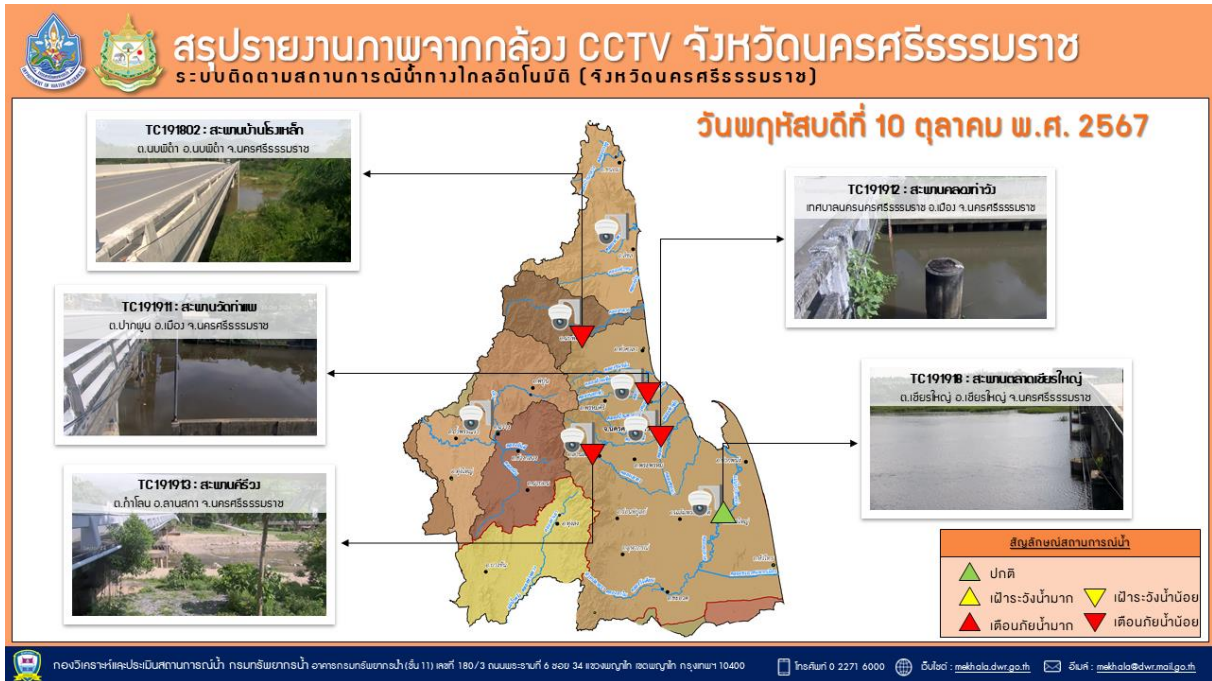 สรุปรายงานภาพจากกล้อง CCTV จังหวัดนครศรีธรรมราช
ระบบติดตามสถานการณ์น้ำทางไกลอัตโนมัติ (จังหวัดนครศรีธรรมราช)
วันพฤหัสบดีที่ 10 ตุลาคม พ.ศ. 2567
TC191802 : สะพานบ้านโรงเหล็ก
ต.นบพิตำ อ.นบพิตำ จ.นครศรีธรรมราช
TC191912 : สะพานคลองท่าวัง
เทศบาลนครนครศรีธรรมราช อ.เมือง จ.นครศรีธรรมราช
TC191911 : สะพานวัดท่าแพ
ต.ปากพูน อ.เมือง จ.นครศรีธรรมราช
TC191918 : สะพานตลาดเชียรใหญ่
ต.เชียรใหญ่ อ.เชียรใหญ่ จ.นครศรีธรรมราช
TC191913 : สะพานคีรีวง
ต.กำโลน อ.ลานสกา จ.นครศรีธรรมราช
สัญลักษณ์สถานการณ์น้ำ
ปกติ
เฝ้าระวังน้ำมาก เฝ้าระวังน้ำน้อย
เตือนภัยน้ำมาก เตือนภัยน้ำน้อย
กองวิเคราะห์และประเมินสถานการณ์น้ำ กรมทรัพยากรน้ำ อาคารกรมทรัพยากรน้ำ (ชั้น 11) เลขที่ 180/3 ถนนพระรามที่ 6 ซอย 34 แขวงพญาไท เขตพญาไท กรุงเทพฯ 10400 โทรศัพท์ 0 2271 6000 เว็บไซต์ : mekhala.dwr.go.th อีเมล์ : mekhala@dwr.mail.go.th